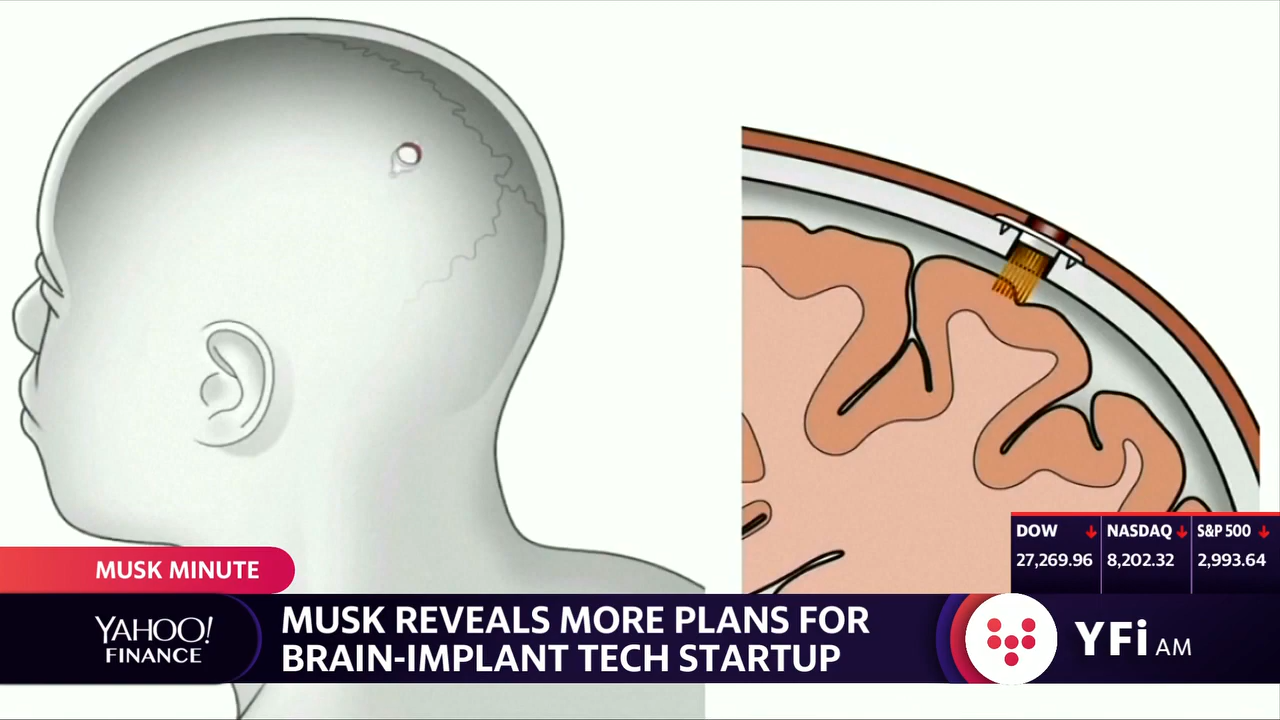 DOW
NASDAQ
S&P 500
27,269.96
8,202.32
2,993.64
MUSK MINUTE
YAHOO!
FINANCE
MUSK REVEALS MORE PLANS FOR
BRAIN-IMPLANT TECH STARTUP
YFi AM